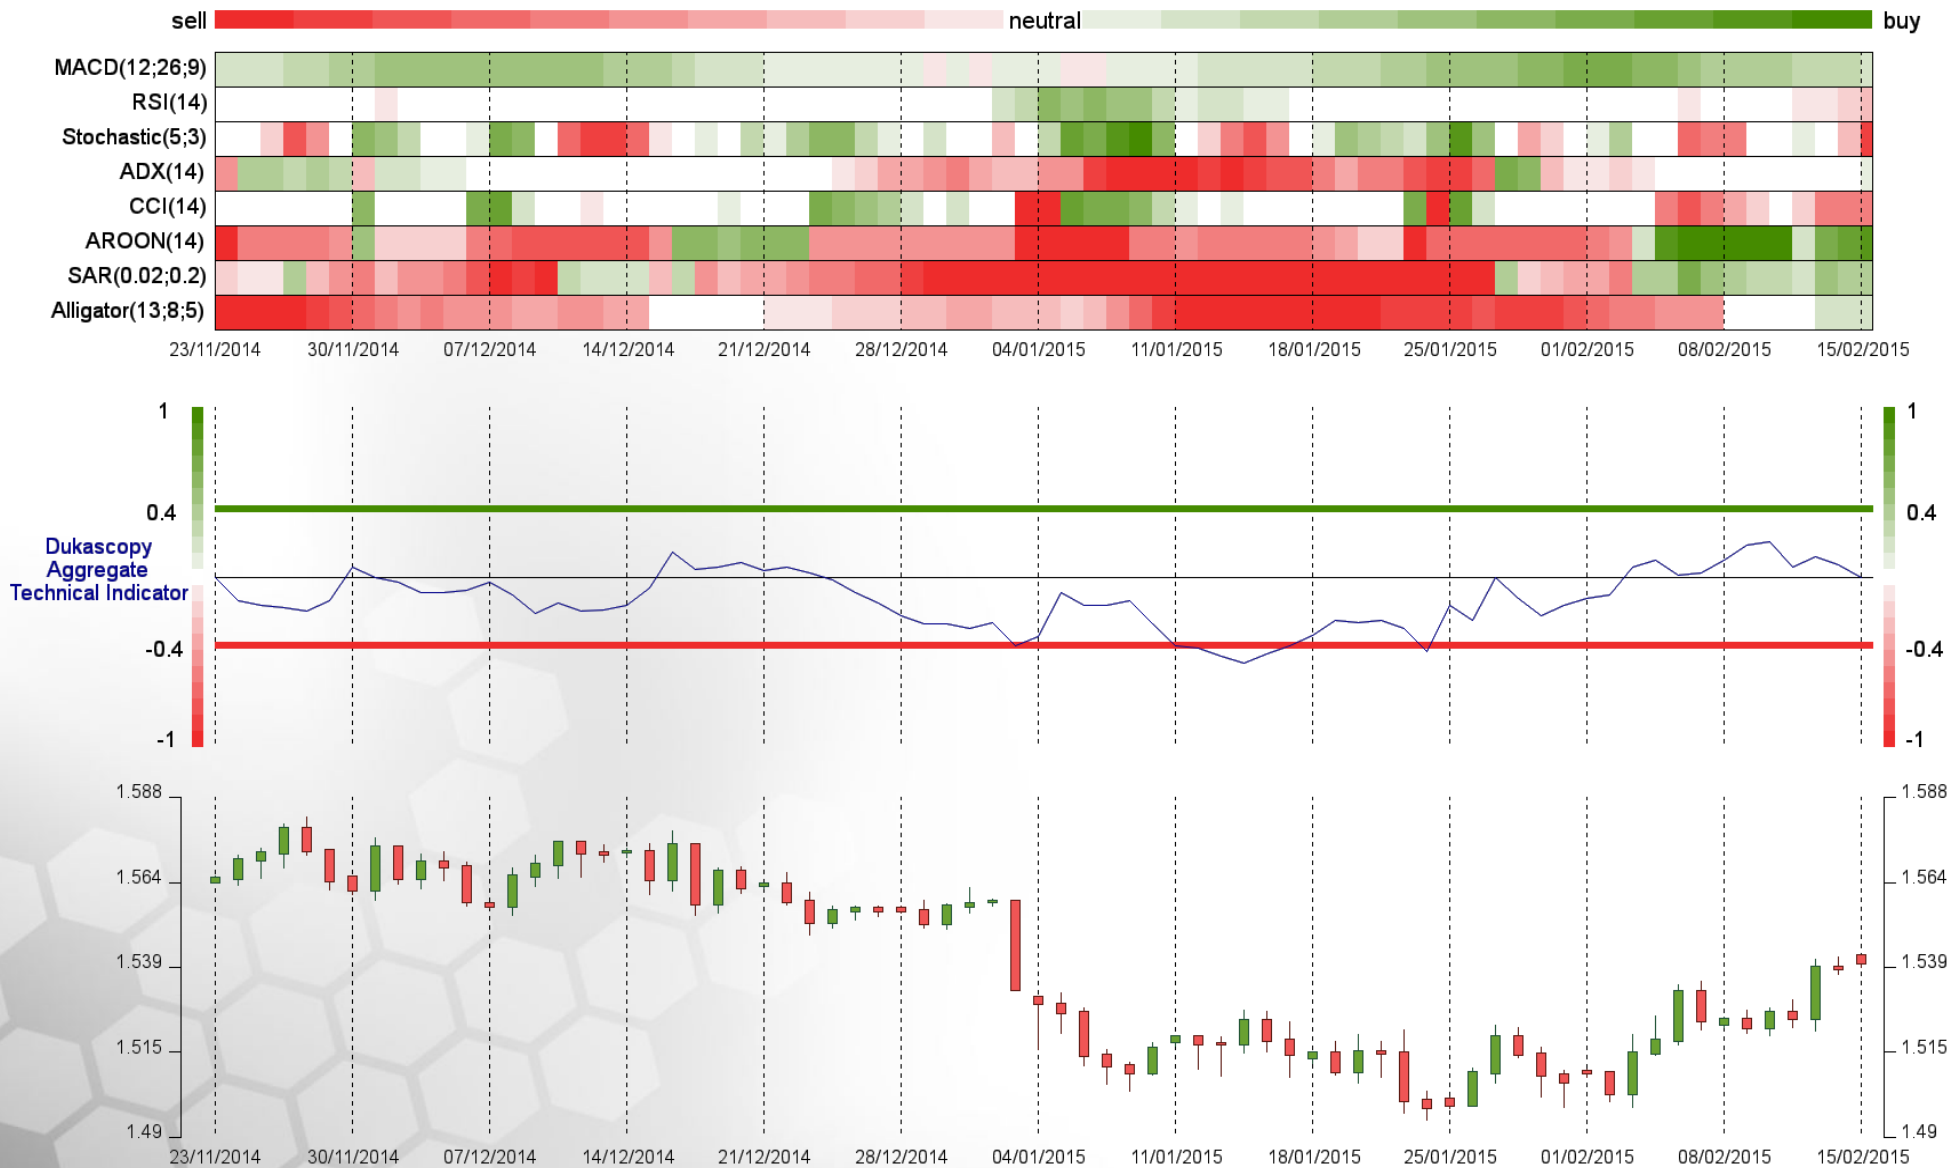 sell neutral buy
MACD(12;26;9)
RSI(14)
Stochastic(5;3)
ADX(14)
CCI(14)
AROON(14)
SAR(0.02;0.2)
Alligator(13;8;5)
23/11/2014 30/11/2014 07/12/2014 14/12/2014 21/12/2014 28/12/2014 04/01/2015 11/01/2015 18/01/2015 25/01/2015 01/02/2015 08/02/2015 15/02/2015
1 1
0.4 0.4
Dukascopy
Aggregate
Technical Indicator
-0.4 -0.4
-1 -1
1.588 1.588
1.564 1.564
1.539 1.539
1.515 1.515
1.49 1.49
23/11/2014 30/11/2014 07/12/2014 14/12/2014 21/12/2014 28/12/2014 04/01/2015 11/01/2015 18/01/2015 25/01/2015 01/02/2015 08/02/2015 15/02/2015